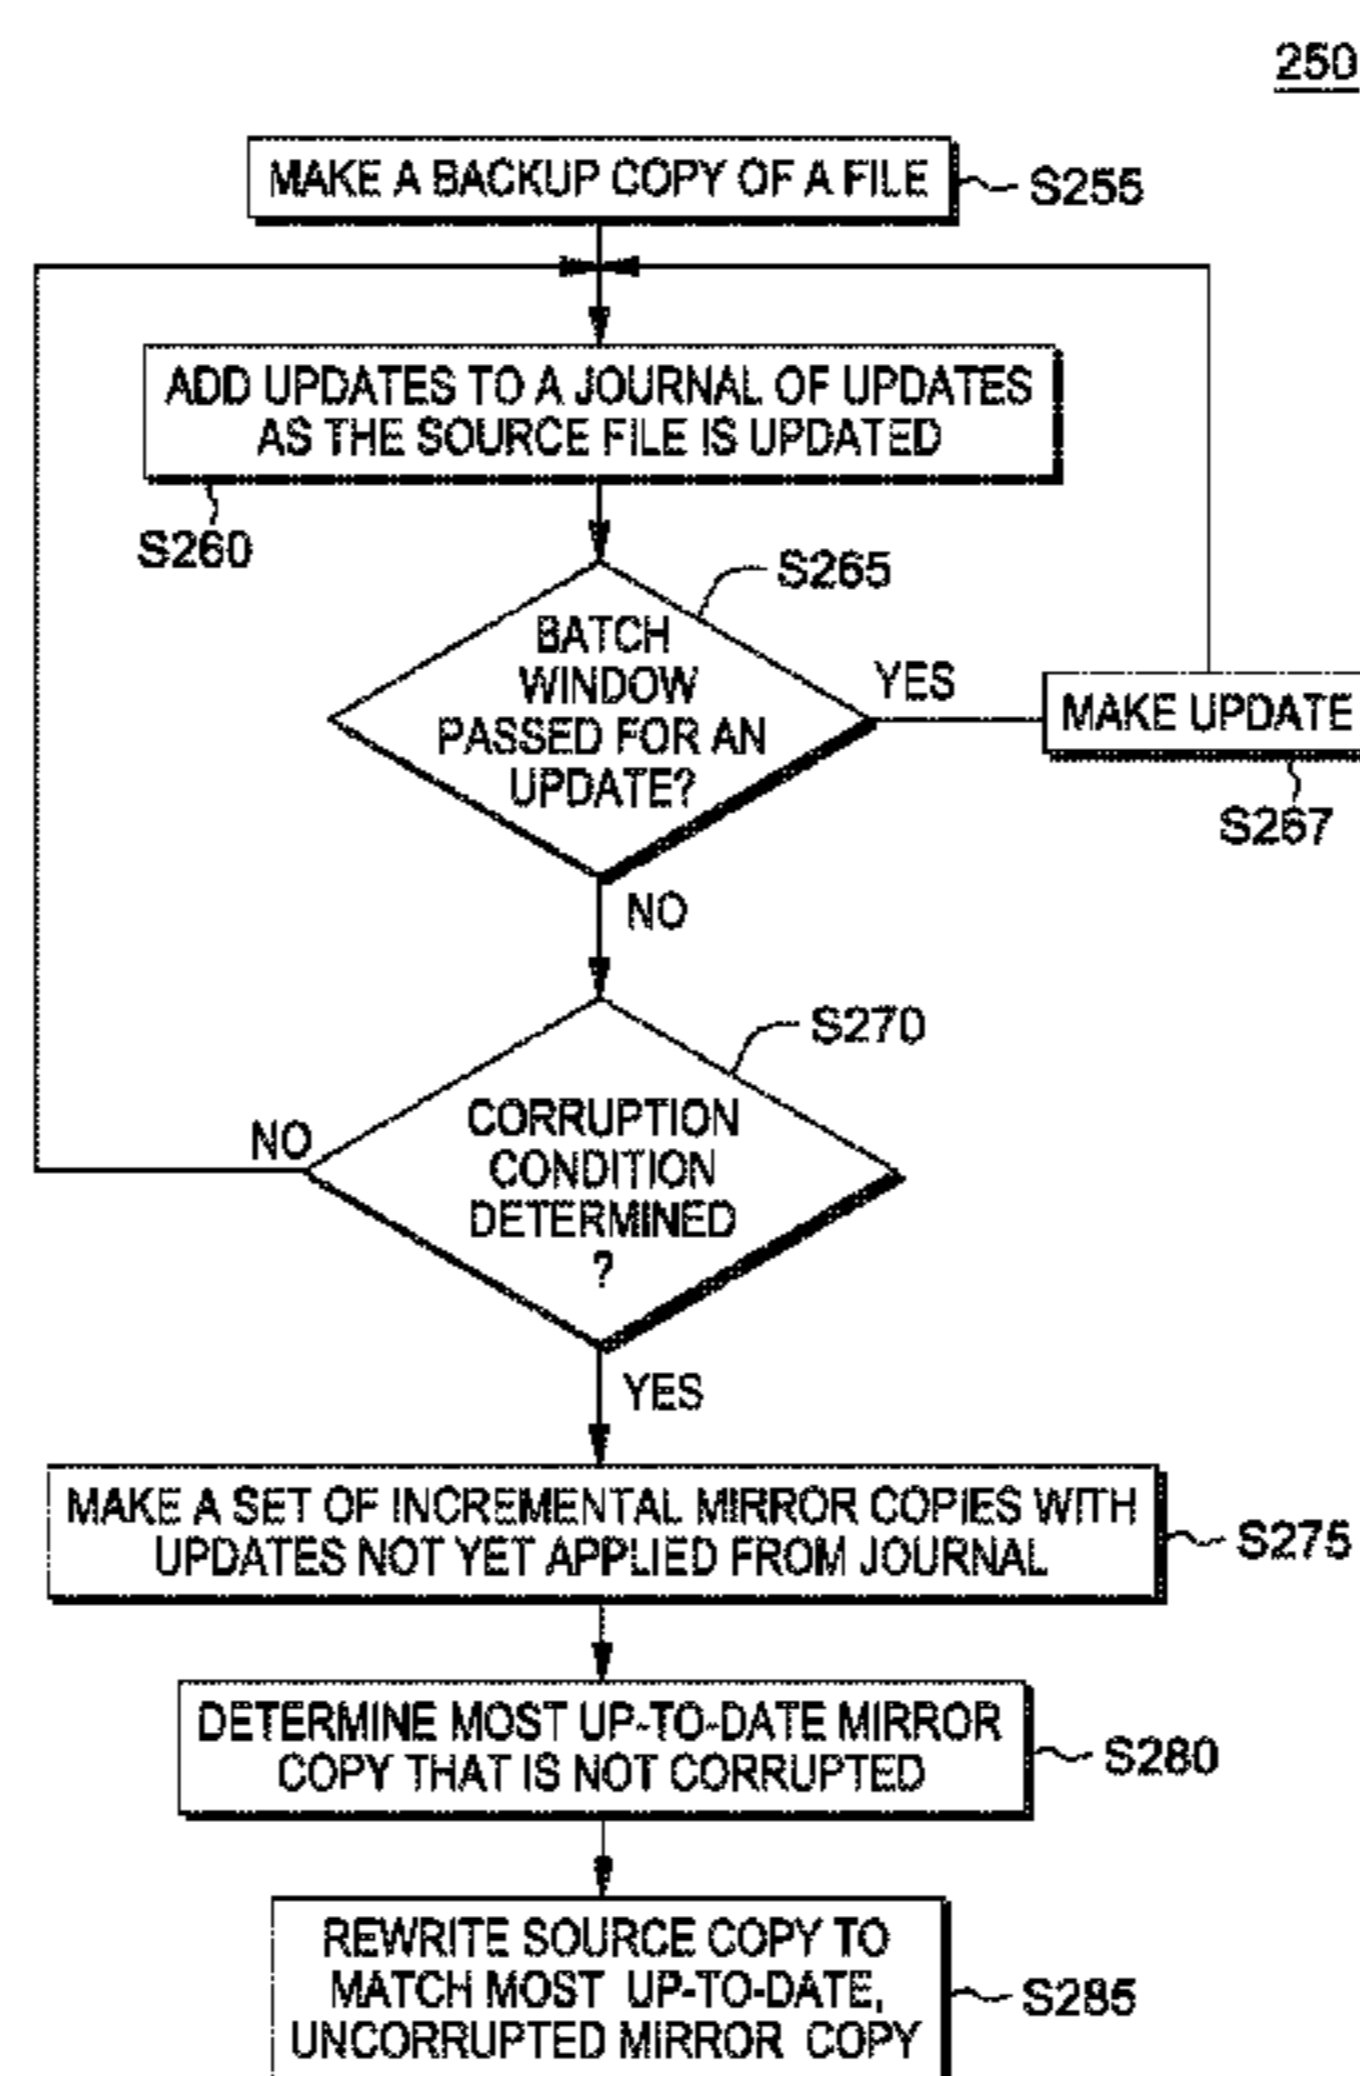 250
MAKE A BACKUP COPY OF A FILE
S255
ADD UPDATES TO A JOURNAL OF UPDATES
AS THE SOURCE FILE IS UPDATED
S260
S265
BATCH
WINDOW
PASSED FOR AN
UPDATE?
YES
MAKE UPDATE
S267
NO
S270
CORRUPTION
CONDITION
DETERMINED
?
NO
YES
MAKE A SET OF INCREMENTAL MIRROR COPIES WITH
UPDATES NOT YET APPLIED FROM JOURNAL
S275
DETERMINE MOST UP-TO-DATE MIRROR
COPY THAT IS NOT CORRUPTED
S280
REWRITE SOURCE COPY TO
MATCH MOST UP-TO-DATE,
UNCORRUPTED MIRROR COPY
S285